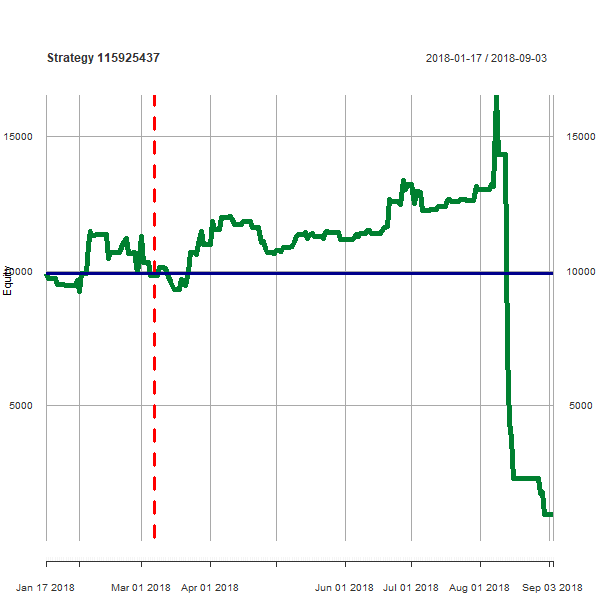 Strategy 115925437 2018-01-17 / 2018-09-03
15000 15000
10000 10000
Equity
5000 5000
Jan 17 2018 Mar 01 2018 Apr 01 2018 Jun 01 2018 Jul 01 2018 Aug 01 2018 Sep 03 2018